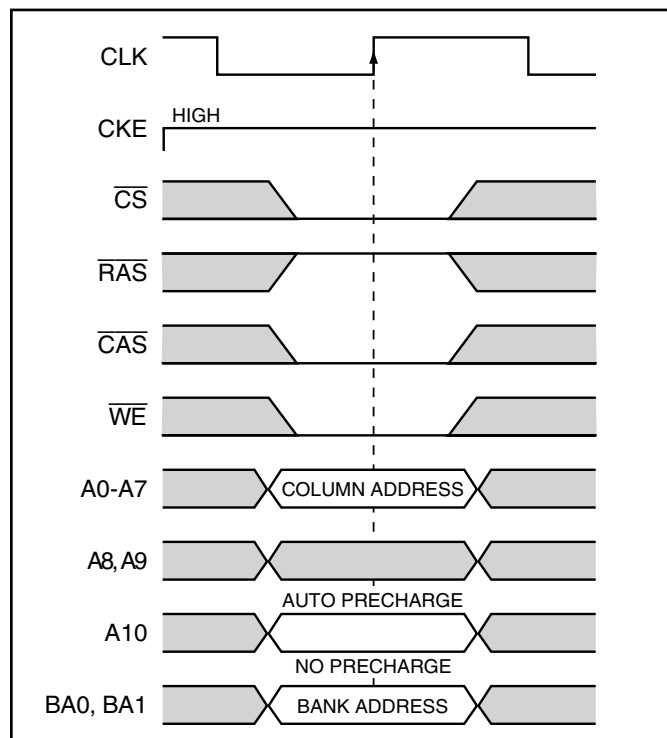 CLK
CKE
HIGH
CS
RAS
CAS
WE
A0-A7
COLUMN ADDRESS
A8, A9
AUTO PRECHARGE
A10
NO PRECHARGE
BA0, BA1
BANK ADDRESS